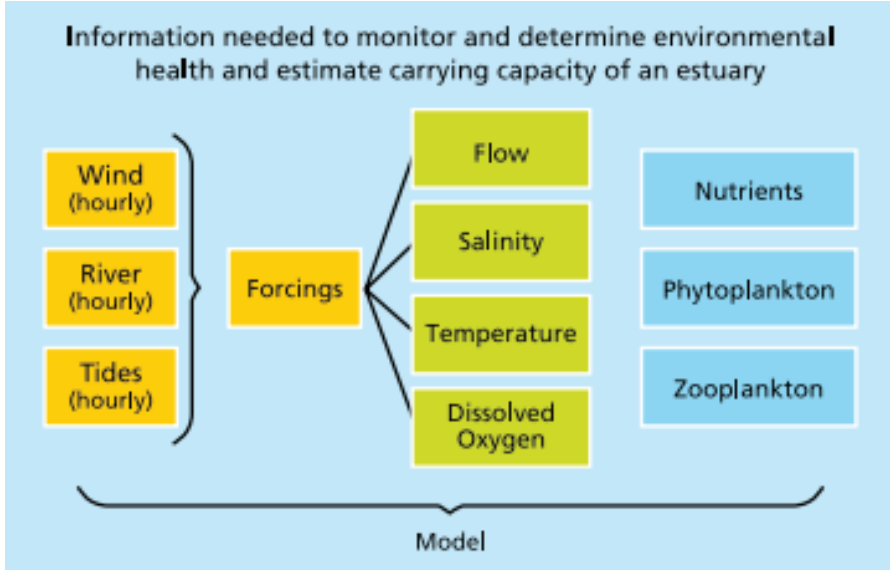 Information needed to monitor and determine environmental
health and estimate carrying capacity of an estuary
Wind
(hourly)
River
(hourly)
Tides
(hourly)
Forcings
Flow
Salinity
Temperature
Dissolved
Oxygen
Nutrients
Phytoplankton
Zooplankton
Model